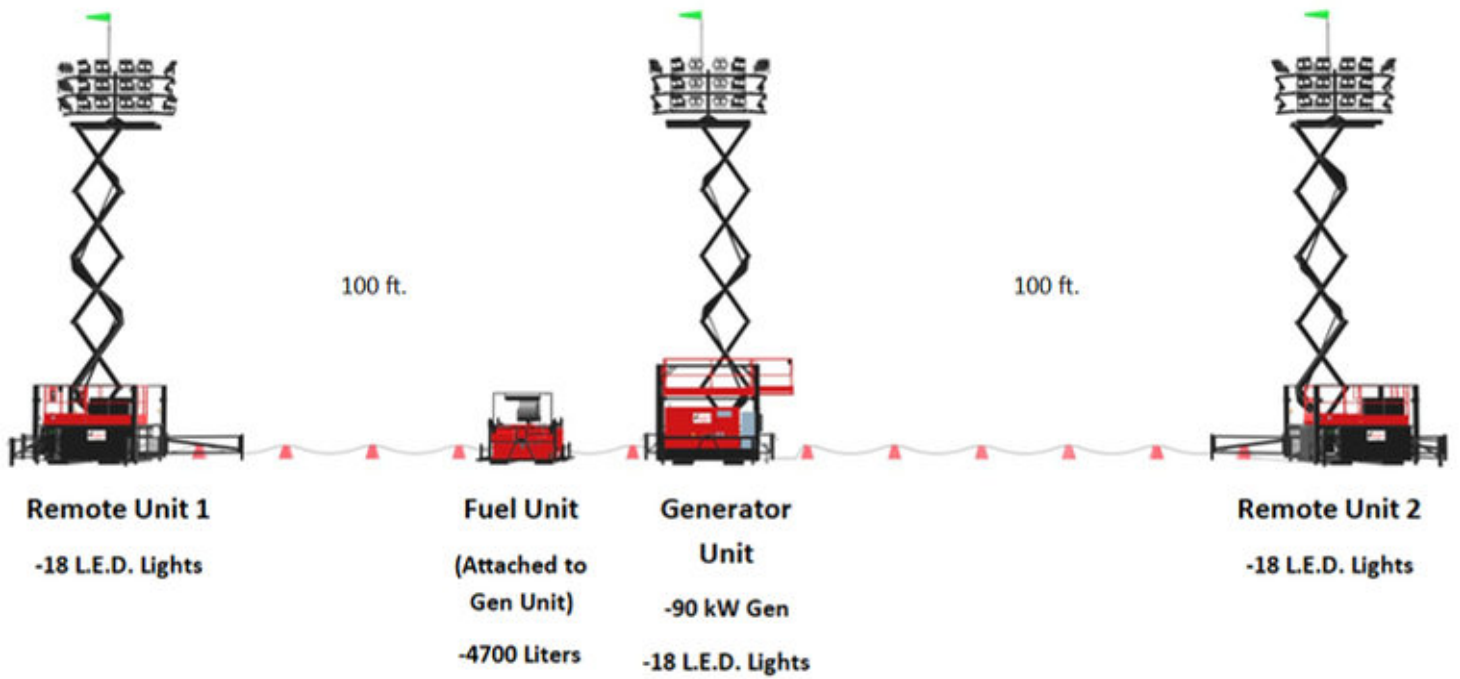 100 ft.
100 ft.
Remote Unit 1
-18 L.E.D. Lights
Fuel Unit
(Attached to
Gen Unit)
-4700 Liters
Generator
Unit
-90 kW Gen
-18 L.E.D. Lights
Remote Unit 2
-18 L.E.D. Lights